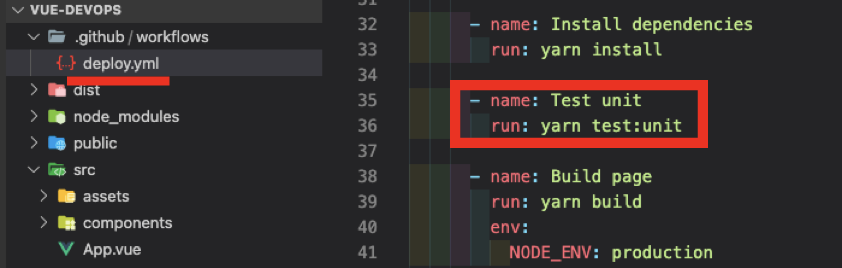 VUE-DEVOPS
.github / workflows
deploy.yml
dist
node_modules
public
src
assets
components
App.vue
31
32 - name: Install dependencies
33 run: yarn install
34
35 - name: Test unit
36 run: yarn test:unit
37
38 - name: Build page
39 run: yarn build
40 env:
41 NODE_ENV: production